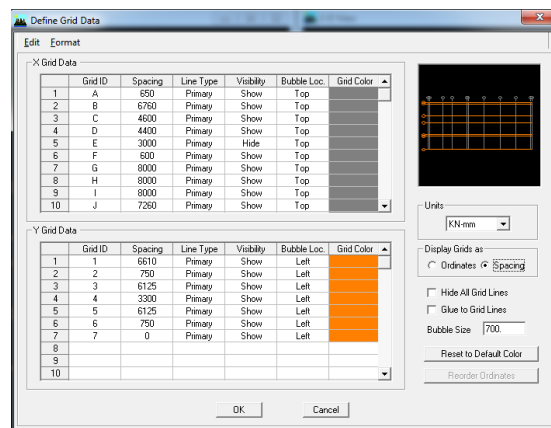 Define Grid Data
Edit Format
X Grid Data
Grid ID Spacing Line Type Visibility Bubble Loc. Grid Color
1 A 650 Primary Show Top
2 B 6760 Primary Show Top
3 C 4600 Primary Show Top
4 D 4400 Primary Show Top
5 E 3000 Primary Hide Top
6 F 600 Primary Show Top
7 G 8000 Primary Show Top
8 H 8000 Primary Show Top
9 I 8000 Primary Show Top
10 J 7260 Primary Show Top
Y Grid Data
Grid ID Spacing Line Type Visibility Bubble Loc. Grid Color
1 1 6610 Primary Show Left
2 2 750 Primary Show Left
3 3 6125 Primary Show Left
4 4 3300 Primary Show Left
5 5 6125 Primary Show Left
6 6 750 Primary Show Left
7 7 0 Primary Show Left
8
9
10
Units
KN-mm
Display Grids as
Ordinates Spacing
Hide All Grid Lines
Glue to Grid Lines
Bubble Size 700.
Reset to Default Color
Reorder Ordinates
OK Cancel